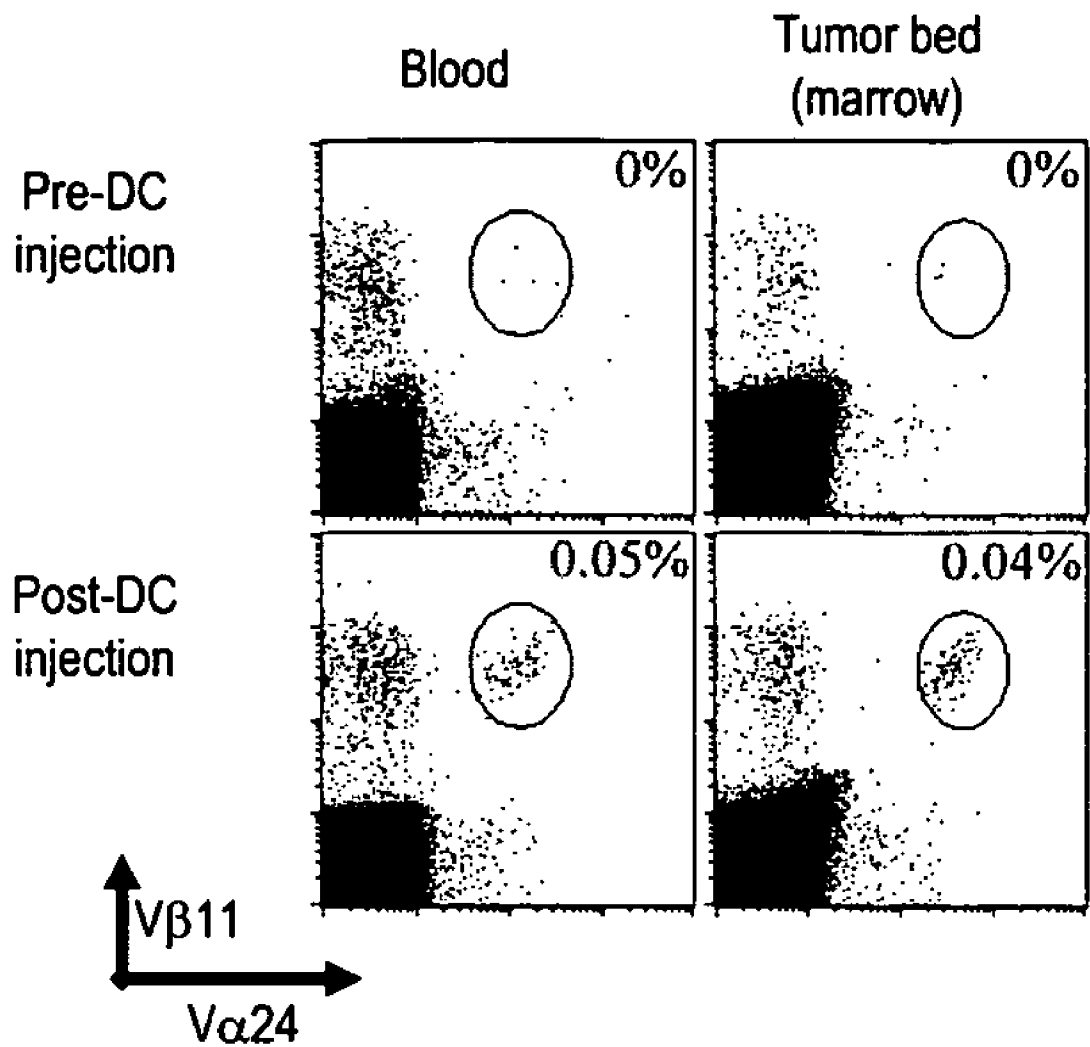 Blood
Tumor bed
(marrow)
Pre-DC
injection
0%
0%
Post-DC
injection
0.05%
0.04%
Vβ11
Vα24